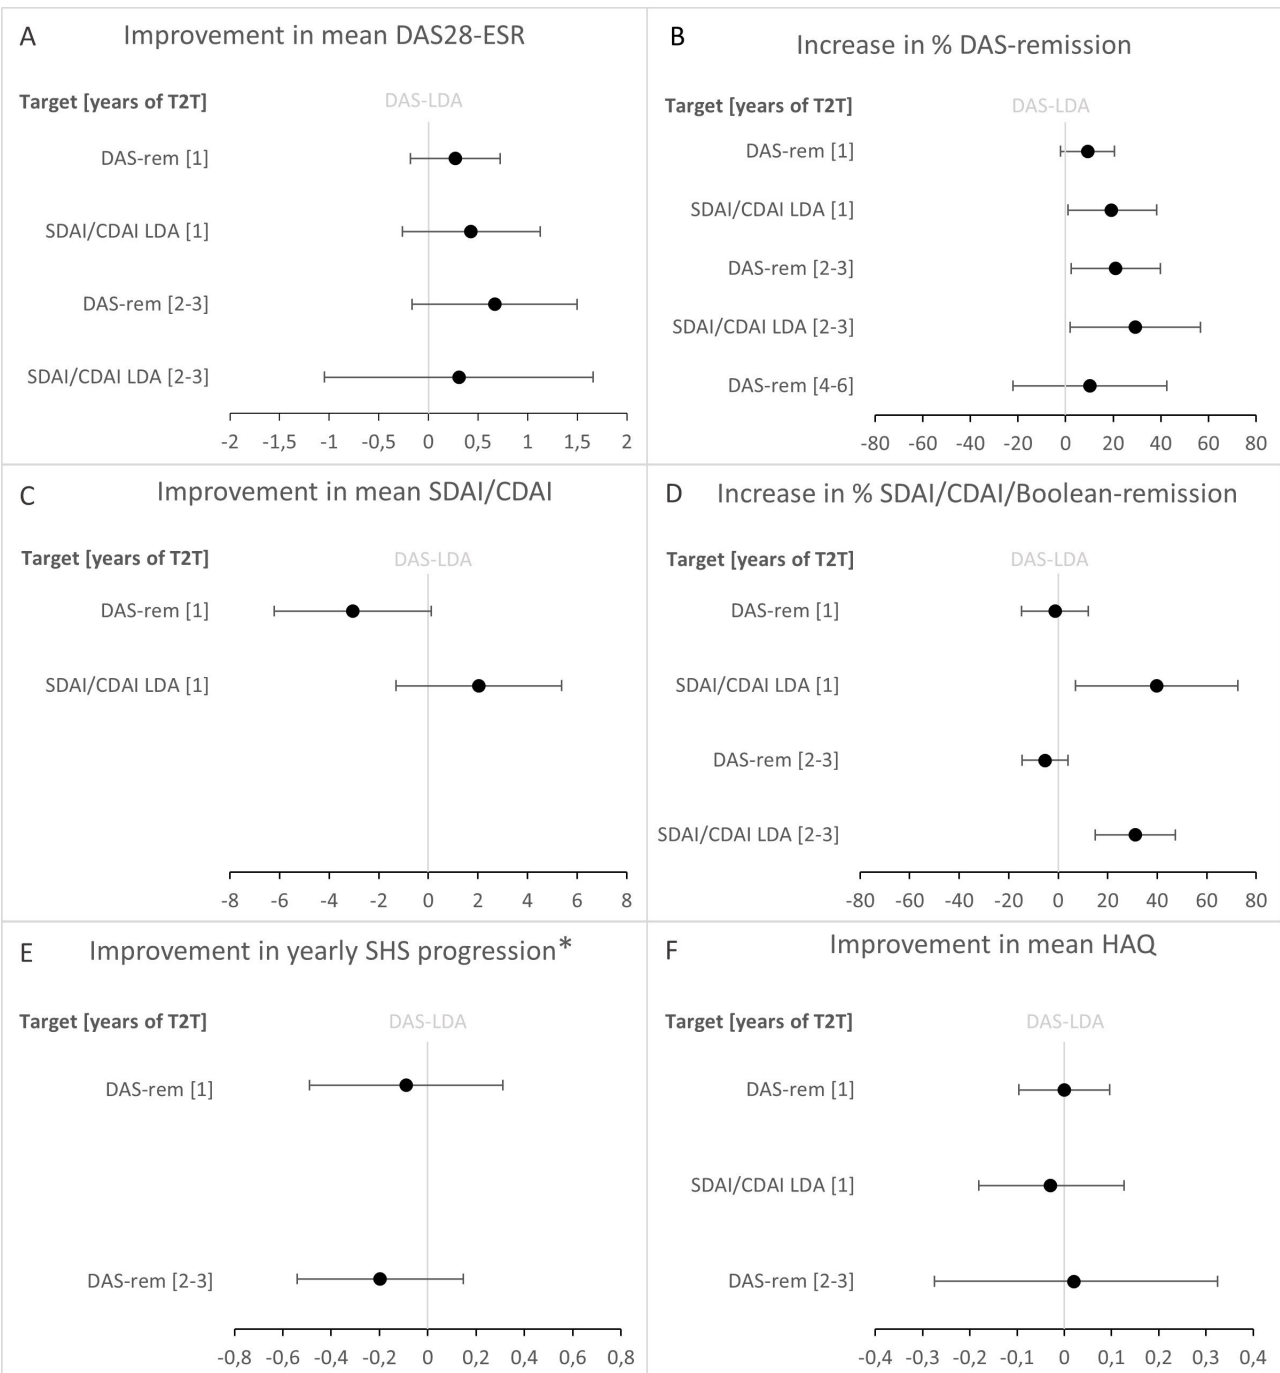 A
Improvement in mean DAS28-ESR
Target [years of T2T]
DAS-LDA
DAS-rem [1]
SDAI/CDAI LDA [1]
DAS-rem [2-3]
SDAI/CDAI LDA [2-3]
-2 -1,5 -1 -0,5 0 0,5 1 1,5 2
B
Increase in % DAS-remission
Target [years of T2T]
DAS-LDA
DAS-rem [1]
SDAI/CDAI LDA [1]
DAS-rem [2-3]
SDAI/CDAI LDA [2-3]
DAS-rem [4-6]
-80 -60 -40 -20 0 20 40 60 80
C
Improvement in mean SDAI/CDAI
Target [years of T2T]
DAS-LDA
DAS-rem [1]
SDAI/CDAI LDA [1]
-8 -6 -4 -2 0 2 4 6 8
D
Increase in % SDAI/CDAI/Boolean-remission
Target [years of T2T]
DAS-LDA
DAS-rem [1]
SDAI/CDAI LDA [1]
DAS-rem [2-3]
SDAI/CDAI LDA [2-3]
-80 -60 -40 -20 0 20 40 60 80
E
Improvement in yearly SHS progression*
Target [years of T2T]
DAS-LDA
DAS-rem [1]
DAS-rem [2-3]
-0,8 -0,6 -0,4 -0,2 0 0,2 0,4 0,6 0,8
F
Improvement in mean HAQ
Target [years of T2T]
DAS-LDA
DAS-rem [1]
SDAI/CDAI LDA [1]
DAS-rem [2-3]
-0,4 -0,3 -0,2 -0,1 0 0,1 0,2 0,3 0,4